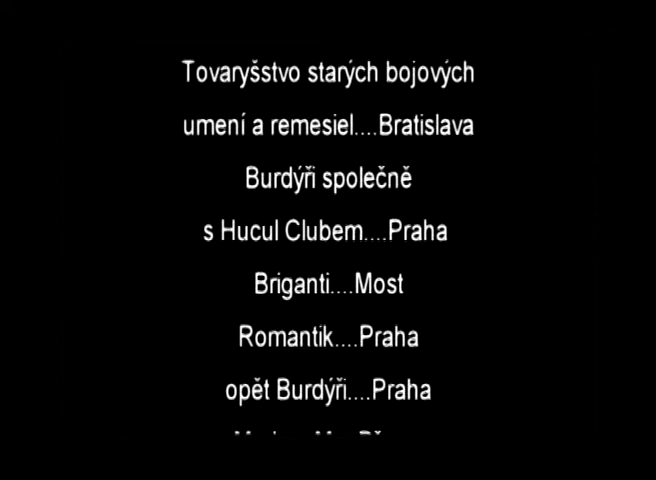 Tovaryšstvo starých bojových
umení a remesiel....Bratislava
Burdýři společně
s Hucul Clubem....Praha
Briganti....Most
Romantik....Praha
opět Burdýři....Praha